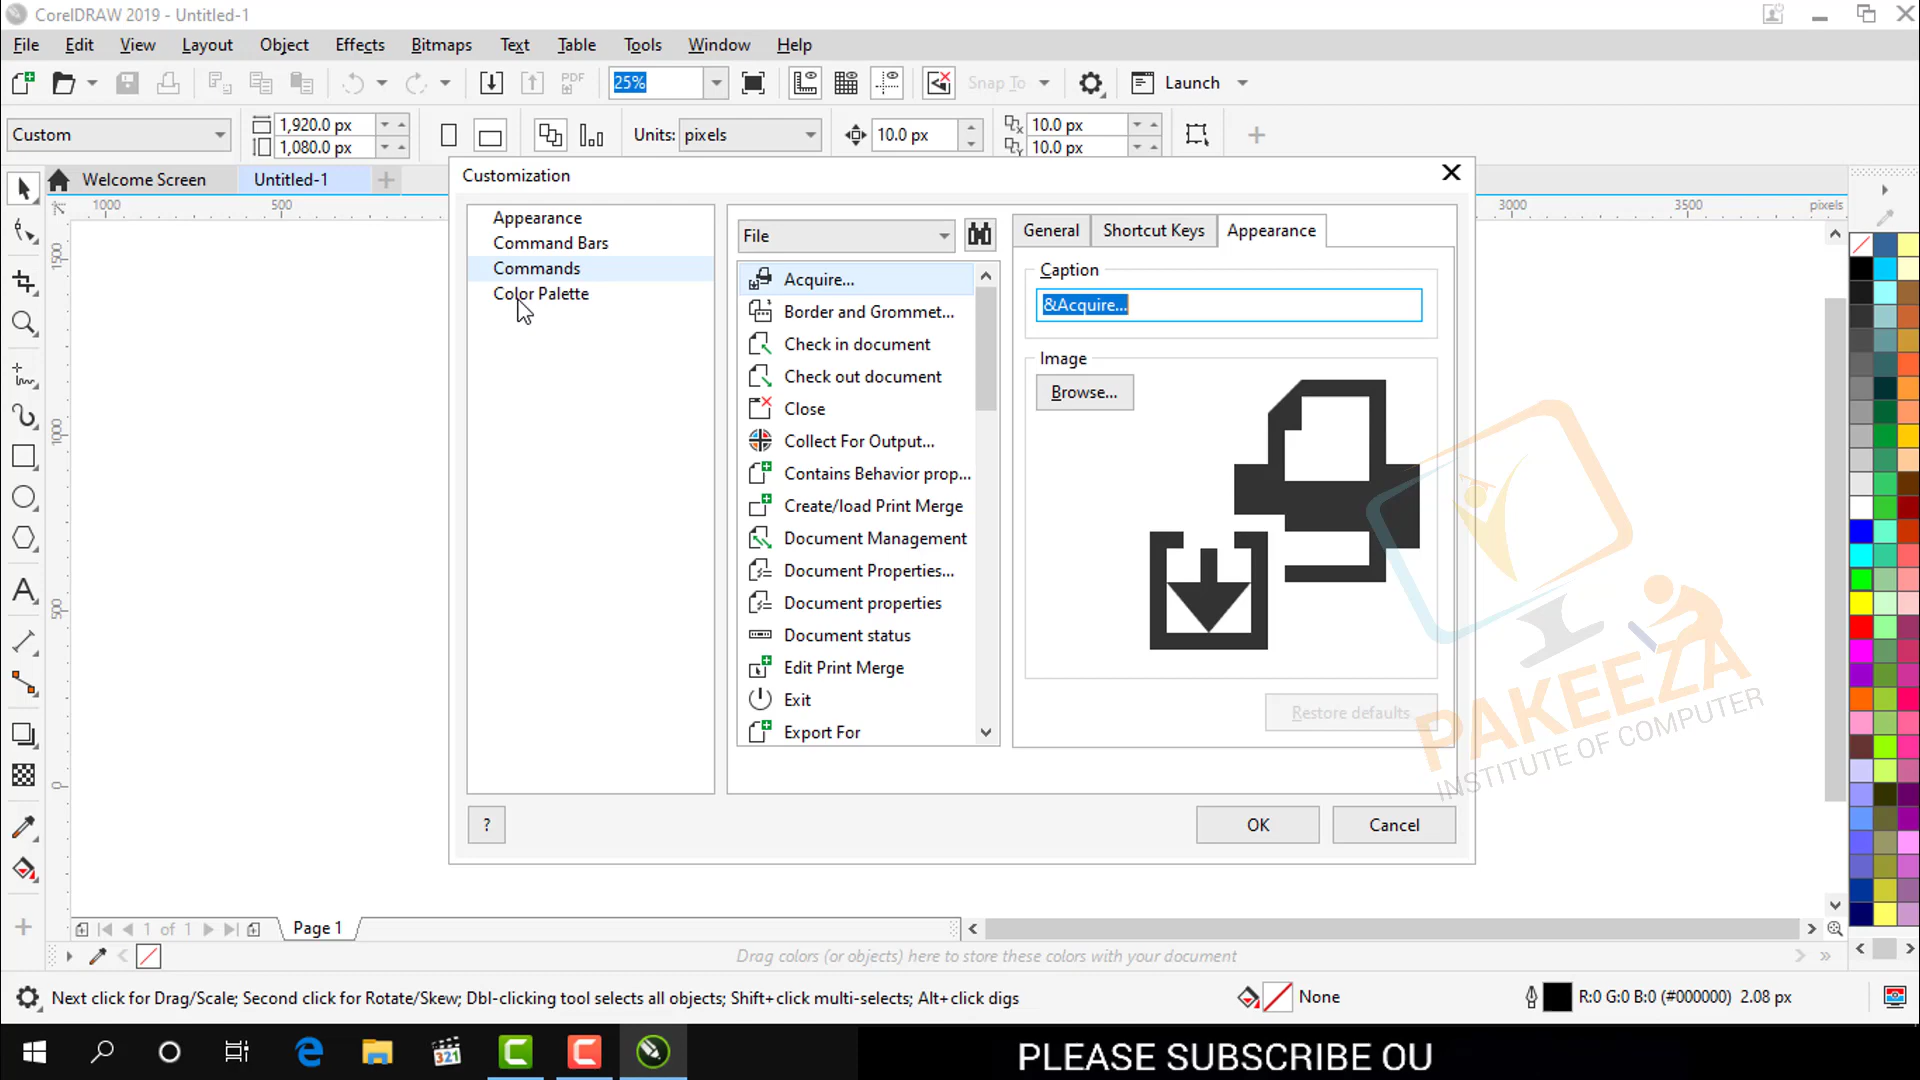 CorelDRAW 2019 - Untitled-1
File Edit View Layout Object Effects Bitmaps Text Table Tools Window Help
PDF 25% Snap To Launch
Custom 1,920.0 px 1,080.0 px Units: pixels 10.0 px 10.0 px 10.0 px
Welcome Screen Untitled-1
1000 500 3000 3500 pixels
1500
1000
500
0
Customization
Appearance
Command Bars
Commands
Color Palette
File
Acquire...
Border and Grommet...
Check in document
Check out document
Close
Collect For Output...
Contains Behavior prop...
Create/load Print Merge
Document Management
Document Properties...
Document properties
Document status
Edit Print Merge
Exit
Export For
General Shortcut Keys Appearance
Caption
&Acquire...
Image
Browse...
Restore defaults
? OK Cancel
PAKEEZA
INSTITUTE OF COMPUTER
1 of 1 Page 1
Drag colors (or objects) here to store these colors with your document
Next click for Drag/Scale; Second click for Rotate/Skew; Dbl-clicking tool selects all objects; Shift+click multi-selects; Alt+click digs None R:0 G:0 B:0 (#000000) 2.08 px
321
PLEASE SUBSCRIBE OU